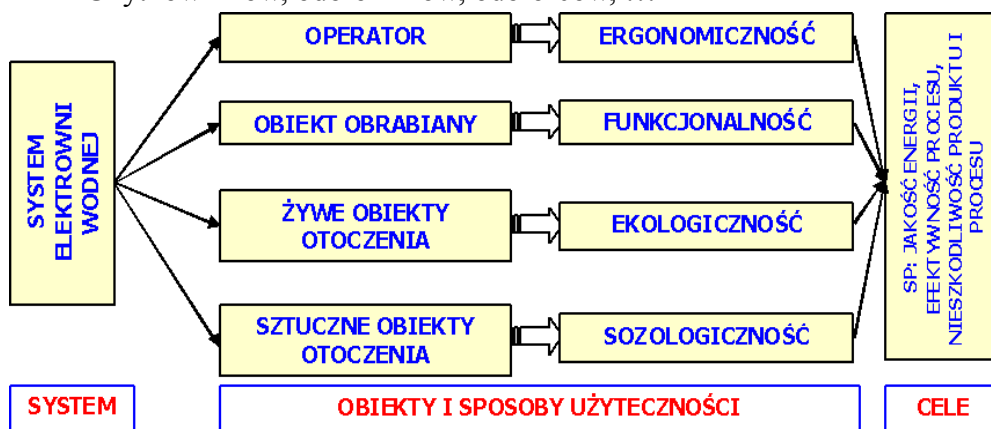 OPERATOR
ERGONOMICZNOŚĆ
SYSTEM
ELEKTROWNI
WODNEJ
OBIEKT OBRABIANY
FUNKCJONALNOŚĆ
ŻYWE OBIEKTY
OTOCZENIA
EKOLOGICZNOŚĆ
SZTUCZNE OBIEKTY
OTOCZENIA
SOZOLOGICZNOŚĆ
SP: JAKOŚĆ ENERGII,
EFEKTYWNOŚĆ PROCESU,
NIESZKODLIWOŚĆ PRODUKTU I
PROCESU
SYSTEM
OBIEKTY I SPOSOBY UŻYTECZNOŚCI
CELE